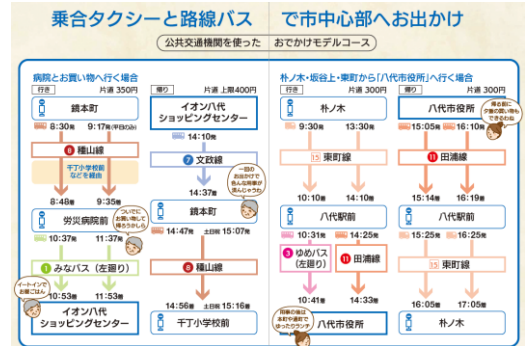 乗合タクシーと路線バス で市中心部へお出かけ
公共交通機関を使った おでかけモデルコース
病院とお買い物へ行く場合
行き 片道 350円
鏡本町
8:30発 9:17発(平日のみ)
6 種山線
千丁小学校前
などを経由
8:48着 9:35着
労災病院前
ついでに
お買い物して
帰ろうかしら
10:37発 11:37発
1 みなバス(左廻り)
イートインで
お昼ごはん
10:53着 11:53着
イオン八代
ショッピングセンター
帰り 片道 上限400円
イオン八代
ショッピングセンター
14:10発
7 文政線
一回の
お出かけで
色んな用事が
済んじゃうね
14:37着
鏡本町
14:47発 土日祝 15:07発
6 種山線
14:56着 土日祝 15:16着
千丁小学校前
朴ノ木・坂谷上・東町から「八代市役所」へ行く場合
行き 片道 300円
朴ノ木
9:30発 13:30発
15 東町線
10:10着 14:10着
八代駅前
10:31発 14:25発
3 ゆめバス
(左廻り)
11 田浦線
10:41着 14:33着
用事の後は
本町や通町で
ゆったりランチ
八代市役所
帰り 片道 300円
八代市役所
帰る前に
夕飯の買い物も
できるわね
15:05発 16:10発
11 田浦線
15:14着 16:19着
八代駅前
15:25発 16:25発
15 東町線
16:05着 17:05着
朴ノ木